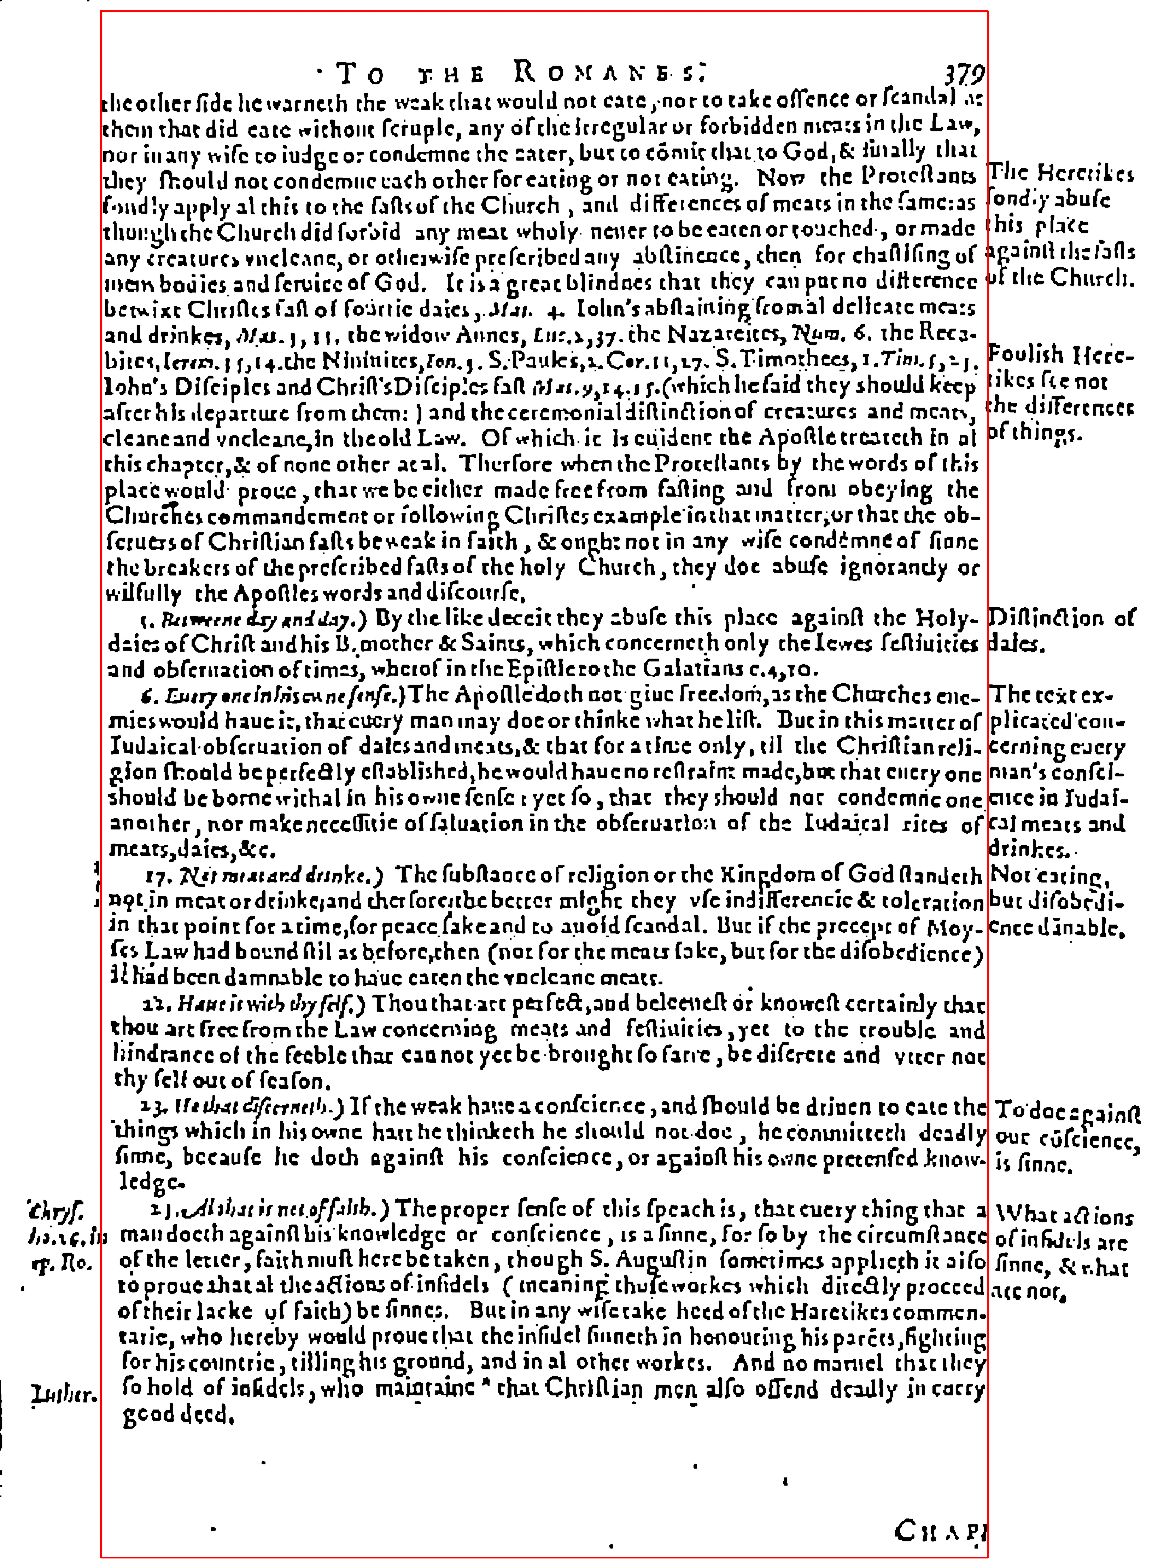 TO THE ROMANES. 379
the other side he warneth the weak that would not eate, nor to take offence or scandal at
them that did eate without scruple, any of the irregular or forbidden meats in the Law,
nor in any wise to iudge or condemne the eater, but to cōmit that to God, & finally that
they should not condemne each other for eating or not eating. Now the Protestants
fondly apply al this to the fasts of the Church, and differences of meats in the same: as
though the Church did forbid any meat wholy neuer to be eaten or touched, or made
any creatures vncleane, or otherwise prescribed any abstinence, then for chastising of
mens bodies and seruice of God. It is a great blindnes that they can put no difference
betwixt Christes fast of fourtie daies, Mat. 4. Iohn's abstaining from al delicate meats
and drinkes, Mat. 3, 11. the widow Annes, Luc. 2, 37. the Nazareites, Num. 6. the Reca-
bites, Ierem. 35, 14. the Niniuites, Ion. 3. S. Paules, 2. Cor. 11, 27. S. Timothees, 1. Tim. 5, 23.
Iohn's Disciples and Christ's Disciples fast Mat. 9, 14. 15. (which he said they should keep
after his departure from them:) and the ceremonial distinction of creatures and meats,
cleane and vncleane, in the old Law. Of which it is euident the Apostle treateth in al
this chapter, & of none other at al. Therfore when the Protestants by the words of this
place would proue, that we be either made free from fasting and from obeying the
Churches commandement or following Christes example in that matter, or that the ob-
seruers of Christian fasts be weak in faith, & ought not in any wise condēmne of sinne
the breakers of the prescribed fasts of the holy Church, they doe abuse ignorantly or
wilfully the Apostles words and discourse.
5. Betweene day and day.) By the like deceit they abuse this place against the Holy-
daies of Christ and his B. mother & Saints, which concerneth only the Iewes festiuities
and obseruation of times, wherof in the Epistle to the Galatians c. 4, 10.
6. Euery one in his owne sense.) The Apostle doth not giue freedom, as the Churches ene-
mies would haue it, that euery man may doe or thinke what he list. But in this matter of
Iudaical obseruation of daies and meats, & that for a time only, til the Christian reli-
gion should be perfectly established, he would haue no restraint made, but that euery one
should be borne withal in his owne sense: yet so, that they should not condemne one
another, nor make necessitie of saluation in the obseruation of the Iudaical rites of
meats, daies, &c.
17. Not meat and drinke.) The substance of religion or the Kingdom of God standeth
not in meat or drinke, and therfore the better might they vse indifferencie & toleration
in that point for a time, for peace sake and to auoid scandal. But if the precept of Moy-
ses Law had bound stil as before, then (not for the meats sake, but for the disobedience)
it had been damnable to haue eaten the vncleane meats.
22. Haue it with thy self.) Thou that art perfect, and beleeuest or knowest certainly that
thou art free from the Law concerning meats and festiuities, yet to the trouble and
hindrance of the feeble that can not yet be brought so farre, be discrete and vtter not
thy self out of season.
23. He that discerneth.) If the weak haue a conscience, and should be driuen to eate the
things which in his owne hart he thinketh he should not doe, he committeth deadly
sinne, because he doth against his conscience, or against his owne pretensed know-
ledge.
23. Al that is not of faith.) The proper sense of this speach is, that euery thing that a
man doeth against his knowledge or conscience, is a sinne, for so by the circumstance
of the letter, faith must here be taken, though S. Augustin sometimes applieth it also
to proue that al the actions of infidels (meaning those workes which directly proceed
of their lacke of faith) be sinnes. But in any wise take heed of the Haretikes commen-
tarie, who hereby would proue that the infidel sinneth in honouring his parēts, fighting
for his countrie, tilling his ground, and in al other workes. And no maruel that they
so hold of infidels, who maintaine * that Christian men also offend deadly in euery
good deed.
CHAP.
The Heretikes
fondly abuse
this place
against the fasts
of the Church.
Foolish Here-
tikes see not
the differences
of things.
Distinction of
daies.
The text ex-
plicated con-
cerning euery
man's consci-
ence in Iudai-
cal meats and
drinkes.
Not eating,
but disobedi-
ence dānable.
To doe against
our cōscience,
is sinne.
What actions
of infidels are
sinne, & what
are not.
Chrys.
ho. 26. in
ep. Ro.
Luther.